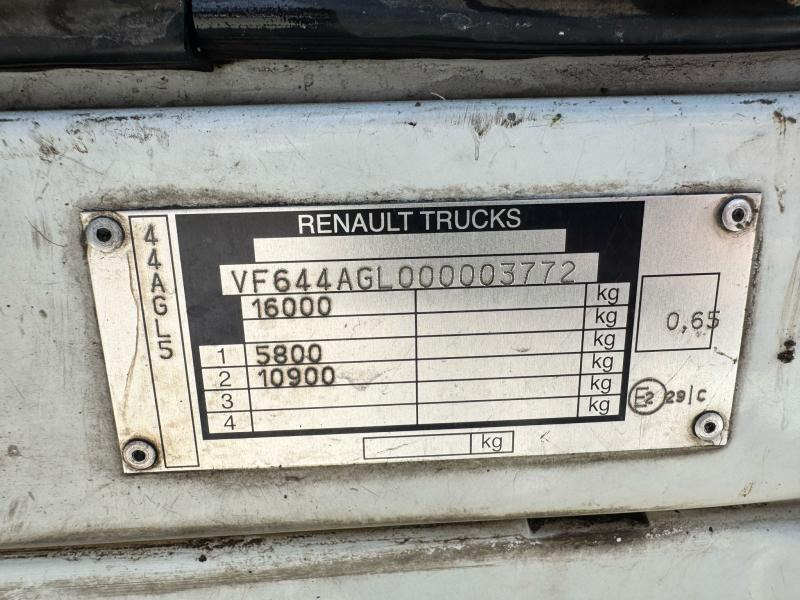 44AGL5
RENAULT TRUCKS
VF644AGL000003772
16000 kg
kg
1 5800 kg
2 10900 kg
3 kg
4 kg
kg
0,65
E2 29|C